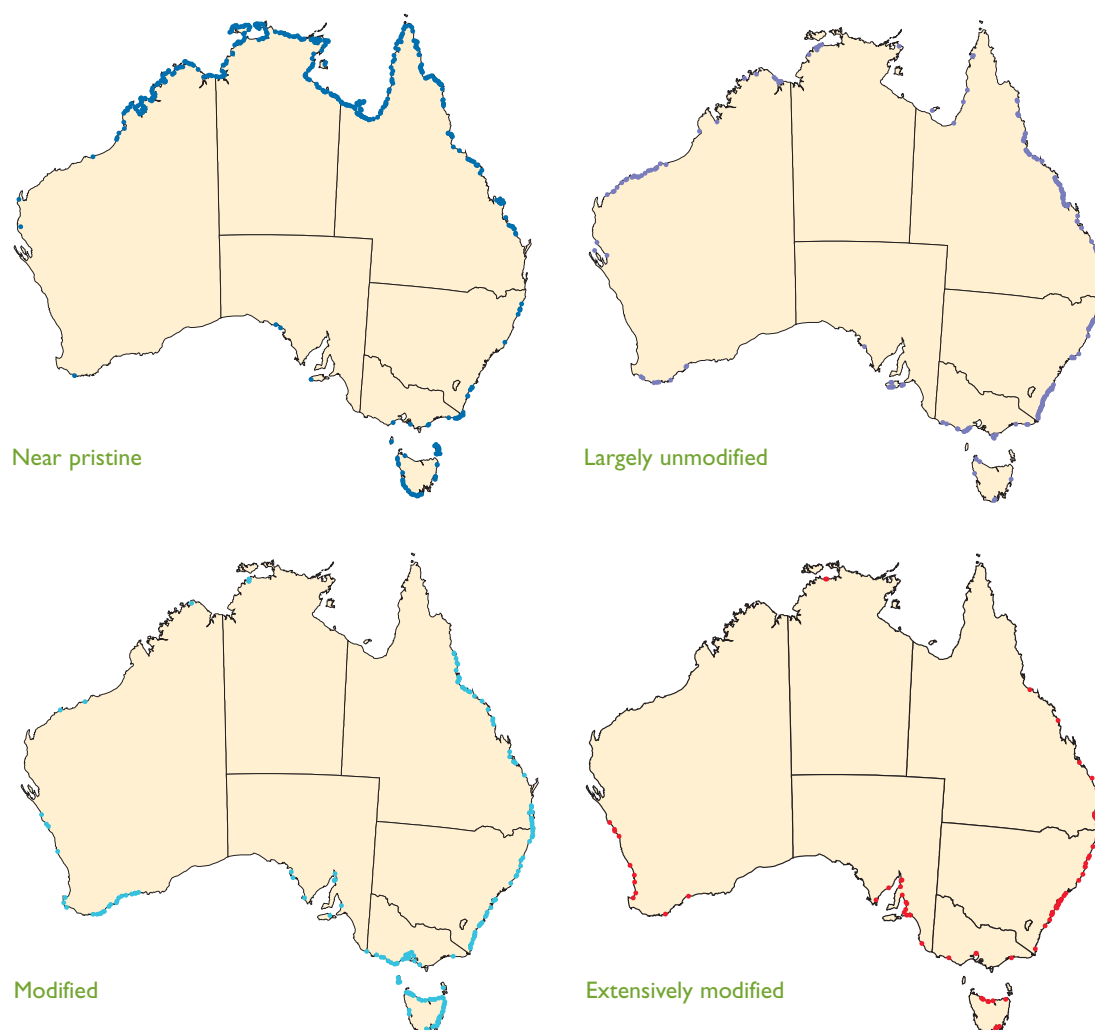 Near pristine
Largely unmodified
Modified
Extensively modified